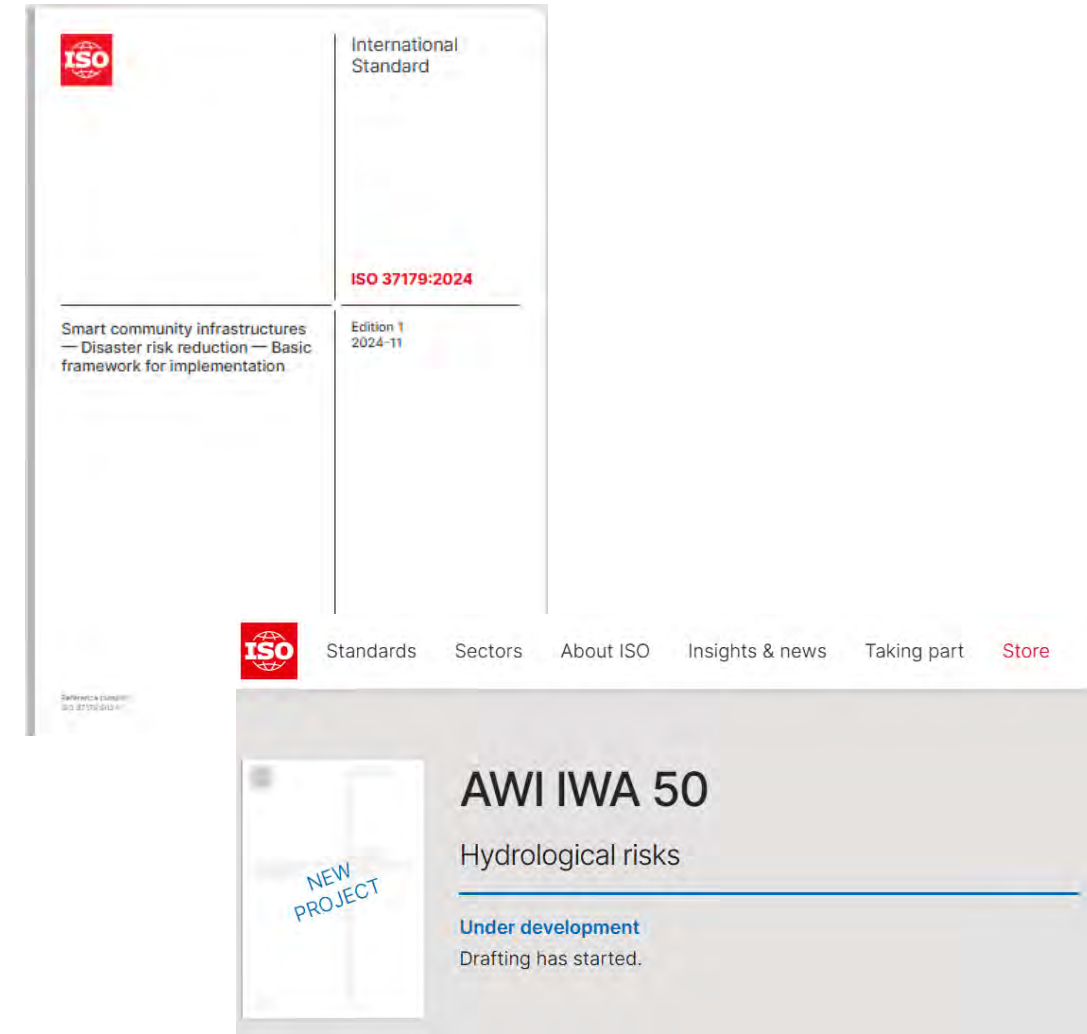 ISO
International
Standard
ISO 37179:2024
Smart community infrastructures
— Disaster risk reduction — Basic
framework for implementation
Edition 1
2024-11
Reference number
ISO
Standards
Sectors
About ISO
Insights & news
Taking part
Store
NEW
PROJECT
AWI IWA 50
Hydrological risks
Under development
Drafting has started.